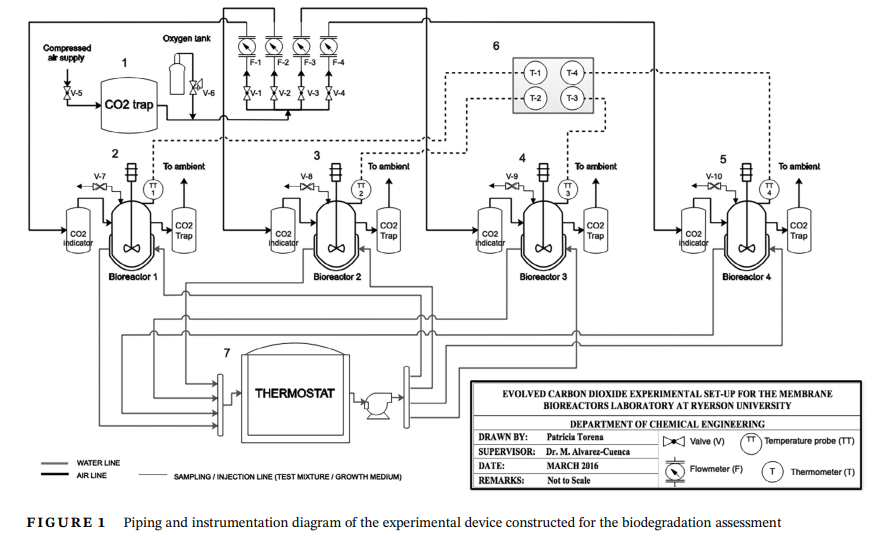 6
Compressed
air supply
Oxygen tank
1
V-5
V-6
CO2 trap
F-1
F-2
F-3
F-4
V-1
V-2
V-3
V-4
T-1
T-4
T-2
T-3
2
3
4
5
V-7
TT
1
To ambient
V-8
TT
2
To ambient
V-9
TT
3
To ambient
V-10
TT
4
To ambient
CO2
indicator
CO2
Trap
CO2
indicator
CO2
Trap
CO2
indicator
CO2
Trap
CO2
indicator
CO2
Trap
Bioreactor 1
Bioreactor 2
Bioreactor 3
Bioreactor 4
7
THERMOSTAT
EVOLVED CARBON DIOXIDE EXPERIMENTAL SET-UP FOR THE MEMBRANE
BIOREACTORS LABORATORY AT RYERSON UNIVERSITY
DEPARTMENT OF CHEMICAL ENGINEERING
DRAWN BY: Patricia Torena
SUPERVISOR: Dr. M. Alvarez-Cuenca
DATE: MARCH 2016
REMARKS: Not to Scale
Valve (V)
TT Temperature probe (TT)
Flowmeter (F)
T Thermometer (T)
WATER LINE
AIR LINE
SAMPLING / INJECTION LINE (TEST MIXTURE / GROWTH MEDIUM)
FIGURE 1 Piping and instrumentation diagram of the experimental device constructed for the biodegradation assessment